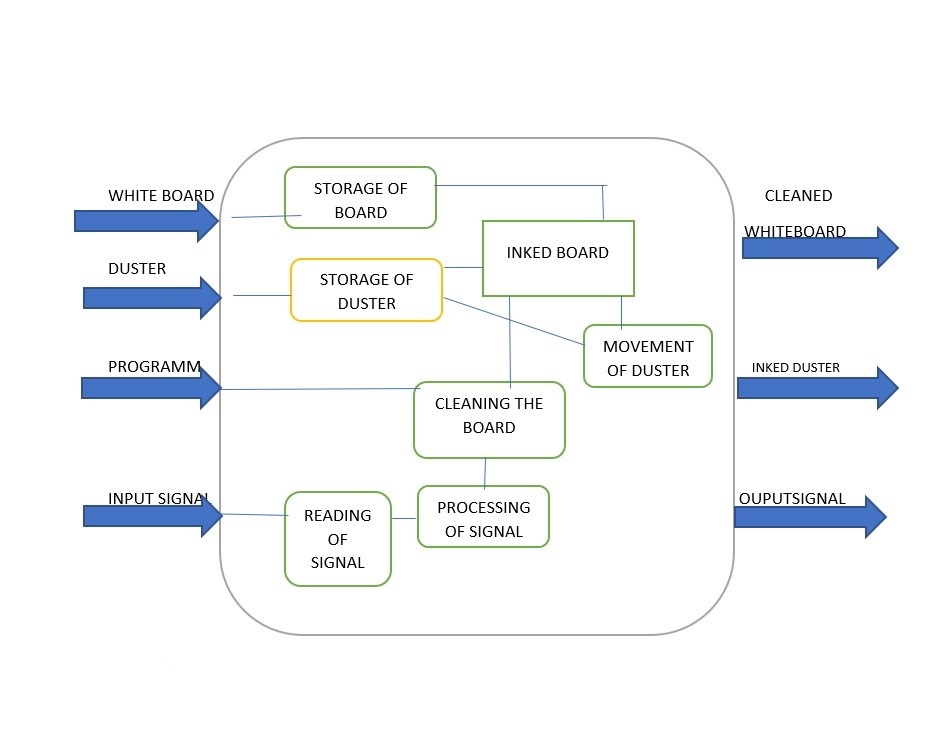 WHITE BOARD
DUSTER
PROGRAMM
INPUT SIGNAL
STORAGE OF
BOARD
STORAGE OF
DUSTER
INKED BOARD
MOVEMENT
OF DUSTER
CLEANING THE
BOARD
READING
OF
SIGNAL
PROCESSING
OF SIGNAL
CLEANED
WHITEBOARD
INKED DUSTER
OUPUTSIGNAL